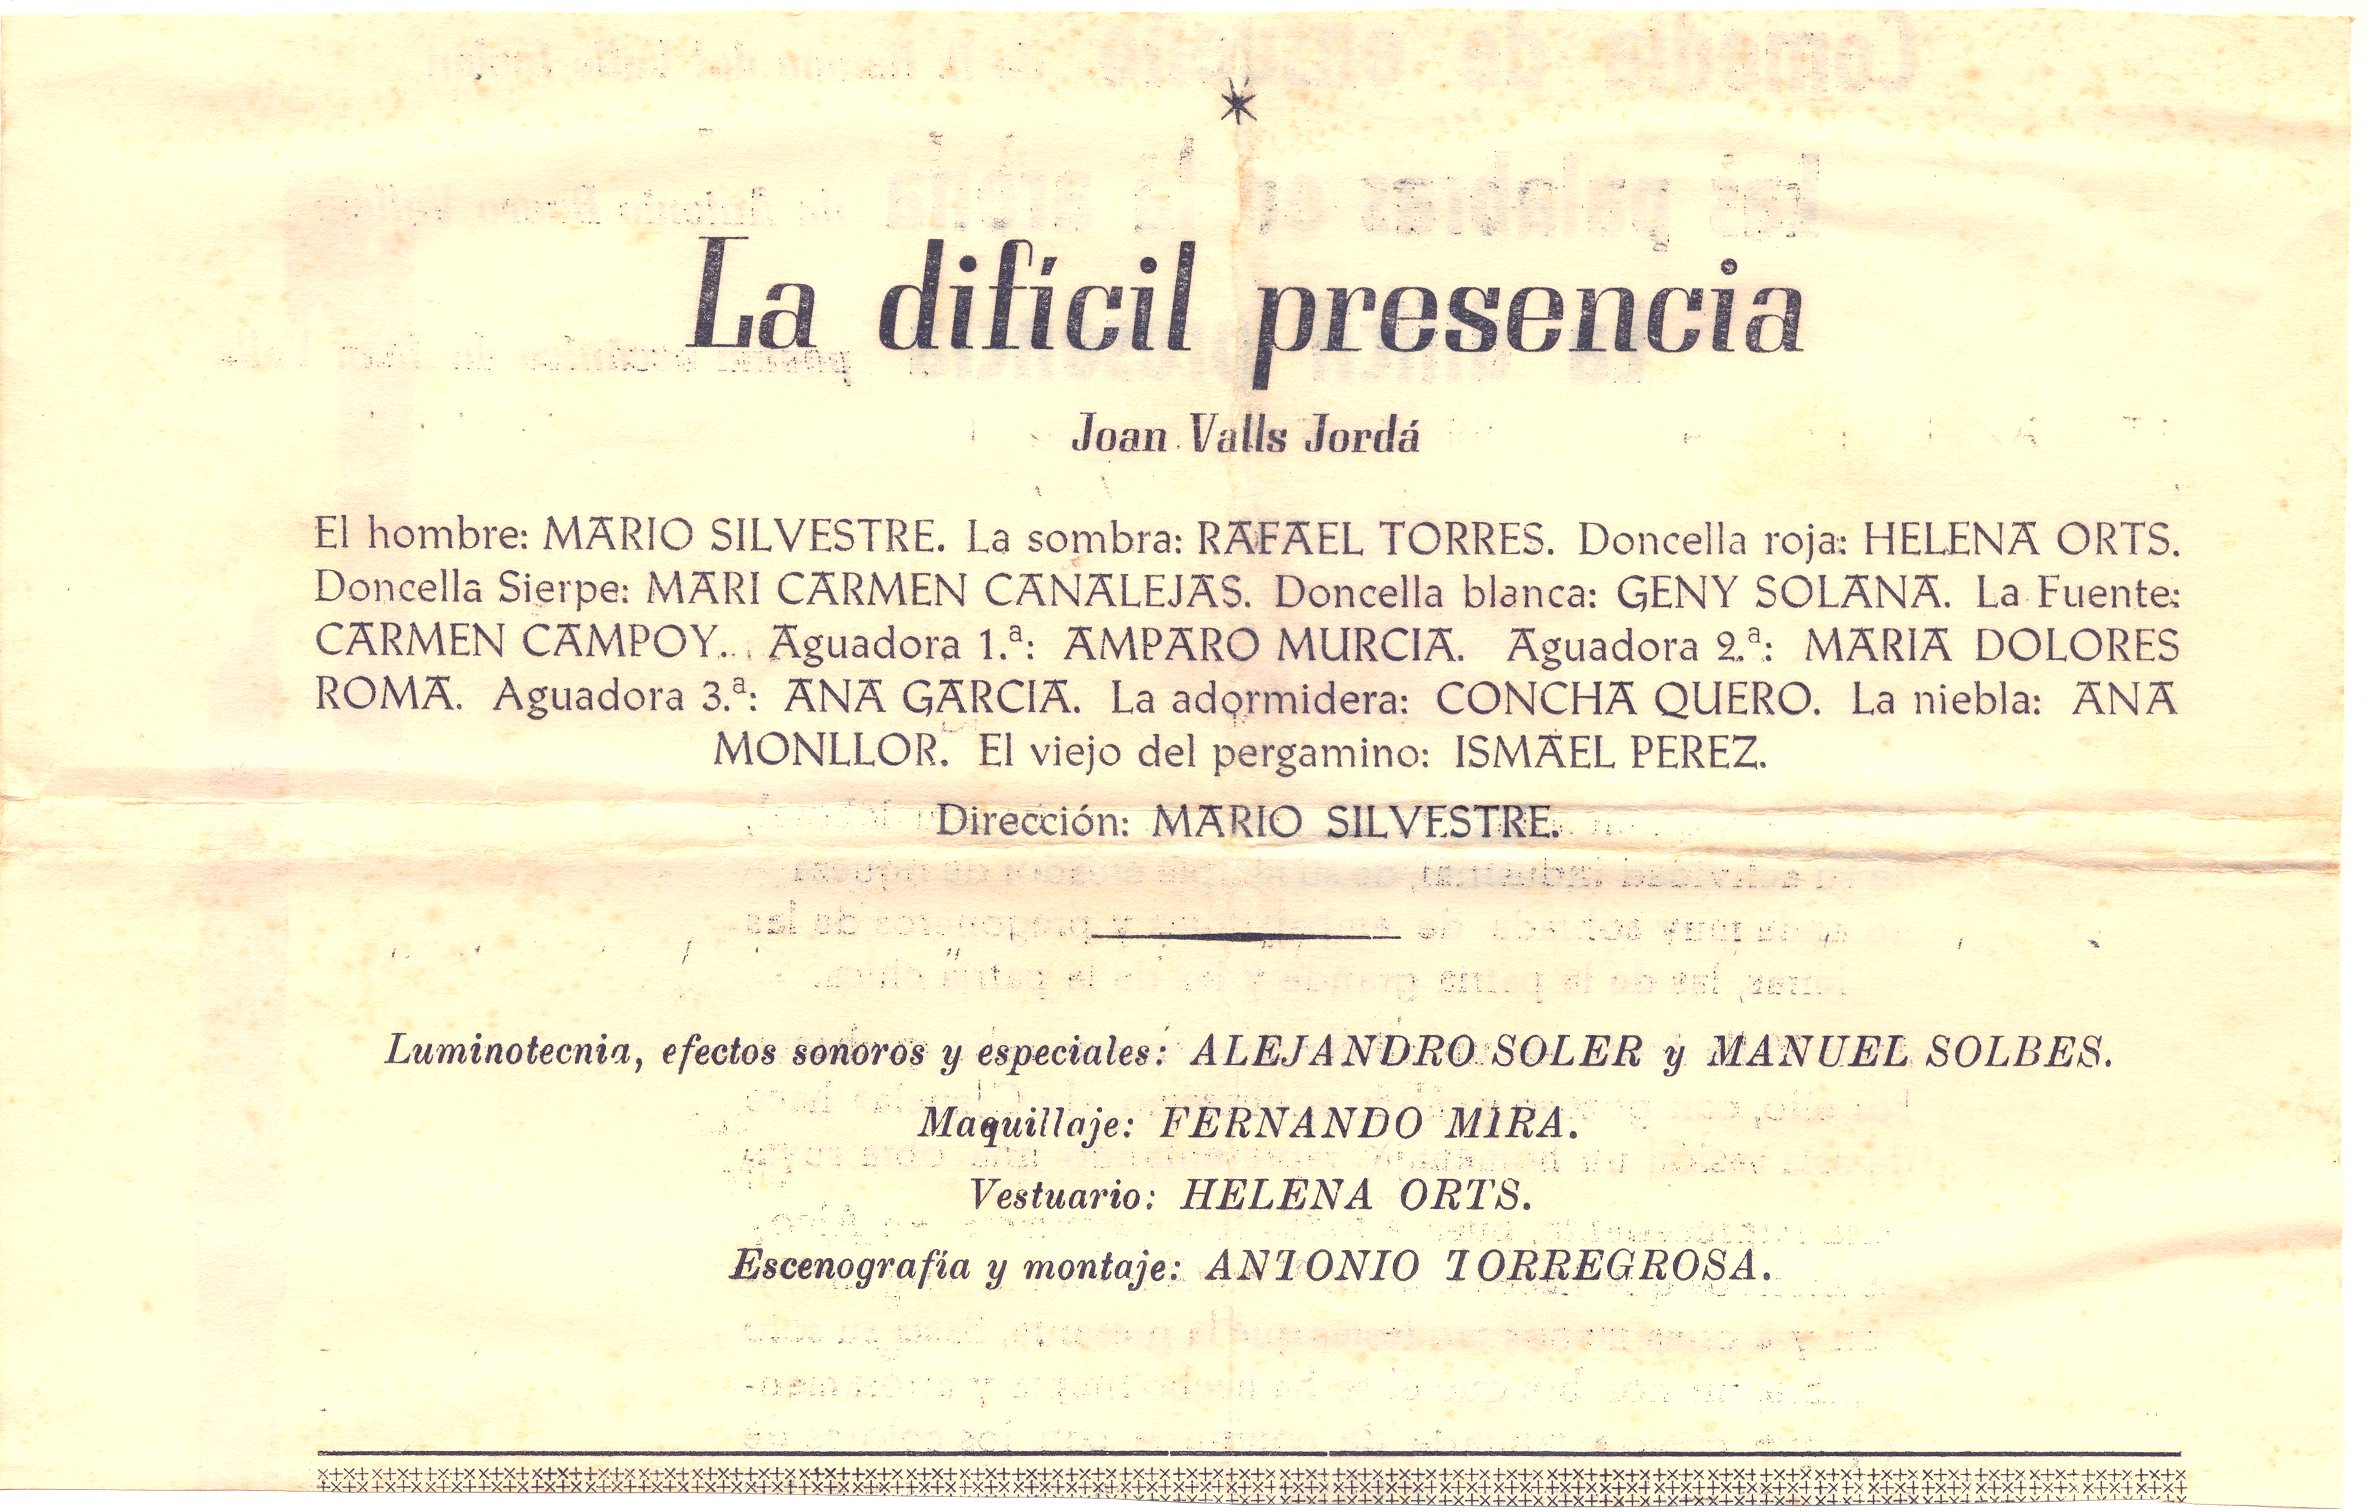 La difícil presencia
Joan Valls Jordá
El hombre: MARIO SILVESTRE. La sombra: RAFAEL TORRES. Doncella roja: HELENA ORTS.
Doncella Sierpe: MARI CARMEN CANALEJAS. Doncella blanca: GENY SOLANA. La Fuente:
CARMEN CAMPOY. Aguadora 1.ª: AMPARO MURCIA. Aguadora 2.ª: MARIA DOLORES
ROMA. Aguadora 3.ª: ANA GARCIA. La adormidera: CONCHA QUERO. La niebla: ANA
MONLLOR. El viejo del pergamino: ISMAEL PEREZ.
Dirección: MARIO SILVESTRE.
Luminotecnia, efectos sonoros y especiales: ALEJANDRO SOLER y MANUEL SOLBES.
Maquillaje: FERNANDO MIRA.
Vestuario: HELENA ORTS.
Escenografía y montaje: ANTONIO TORREGROSA.